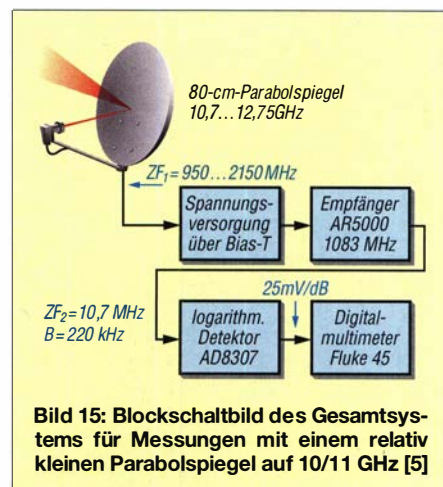 80-cm-Parabolspiegel
10,7...12,75GHz
ZF₁=950...2150MHz
Spannungs-
versorgung
über Bias-T
Empfänger
AR5000
1083 MHz
25mV/dB
ZF₂=10,7 MHz
B=220 kHz
logarithm.
Detektor
AD8307
Digital-
multimeter
Fluke 45
Bild 15: Blockschaltbild des Gesamtsys-
tems für Messungen mit einem relativ
kleinen Parabolspiegel auf 10/11 GHz [5]